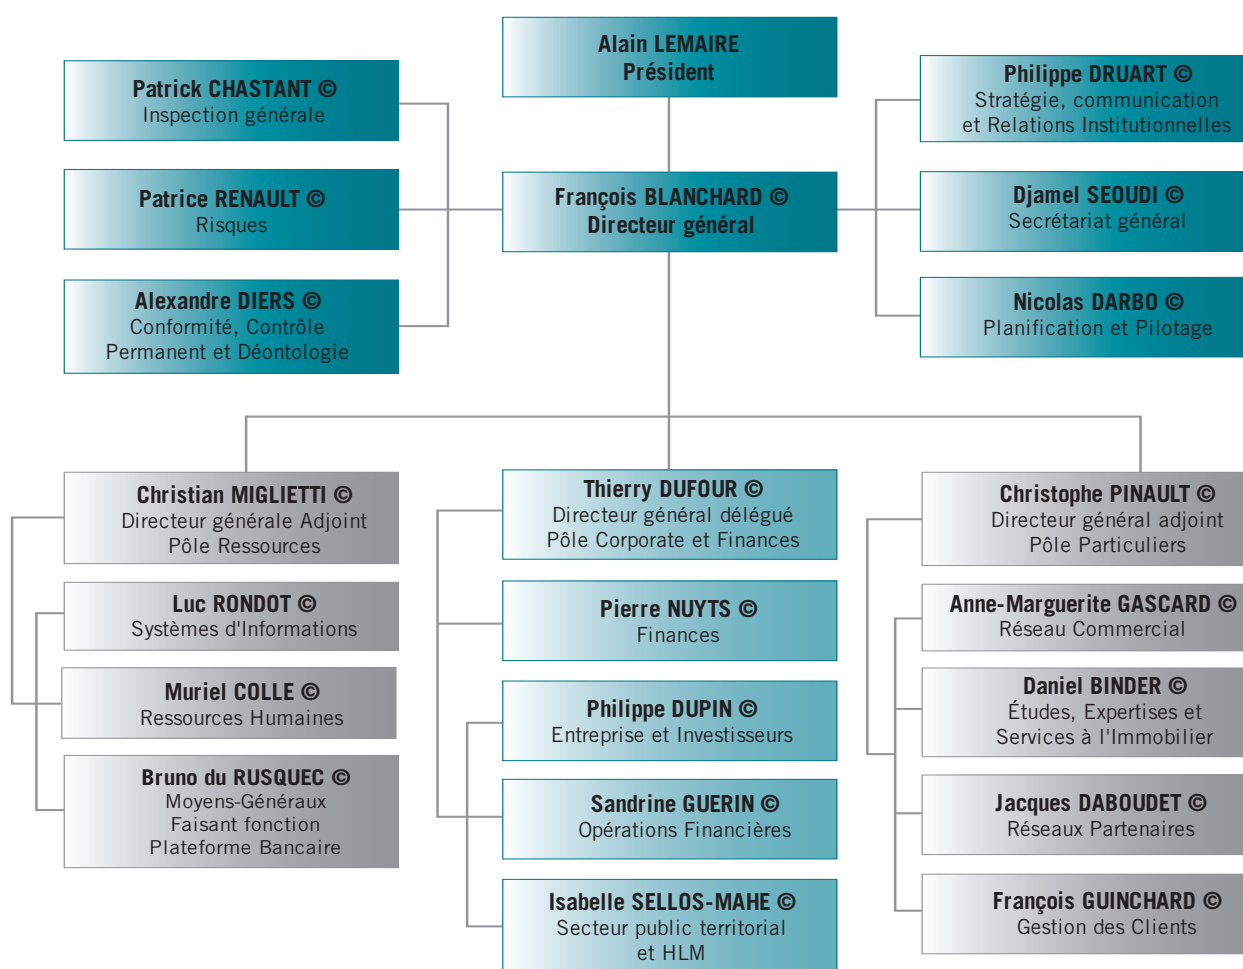 Alain LEMAIRE
Président
Patrick CHASTANT ©
Inspection générale
Philippe DRUART ©
Stratégie, communication
et Relations Institutionnelles
Patrice RENAULT ©
Risques
François BLANCHARD ©
Directeur général
Djamel SEOUDI ©
Secrétariat général
Alexandre DIERS ©
Conformité, Contrôle
Permanent et Déontologie
Nicolas DARBO ©
Planification et Pilotage
Christian MIGLIETTI ©
Directeur générale Adjoint
Pôle Ressources
Luc RONDOT ©
Systèmes d'Informations
Muriel COLLE ©
Ressources Humaines
Bruno du RUSQUEC ©
Moyens-Généraux
Faisant fonction
Plateforme Bancaire
Thierry DUFOUR ©
Directeur général délégué
Pôle Corporate et Finances
Pierre NUYTS ©
Finances
Philippe DUPIN ©
Entreprise et Investisseurs
Sandrine GUERIN ©
Opérations Financières
Isabelle SELLOS-MAHE ©
Secteur public territorial
et HLM
Christophe PINAULT ©
Directeur général adjoint
Pôle Particuliers
Anne-Marguerite GASCARD ©
Réseau Commercial
Daniel BINDER ©
Études, Expertises et
Services à l'Immobilier
Jacques DABOUDET ©
Réseaux Partenaires
François GUINCHARD ©
Gestion des Clients